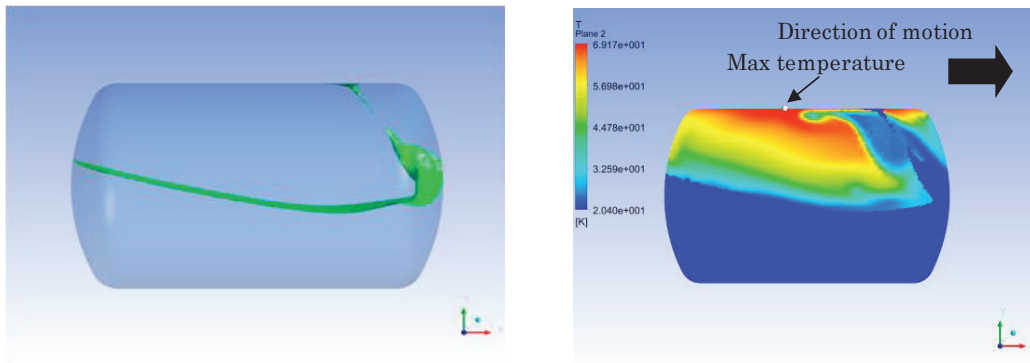 T
Plane 2
6.917e+001
5.698e+001
4.478e+001
3.259e+001
2.040e+001
[K]
Direction of motion
Max temperature